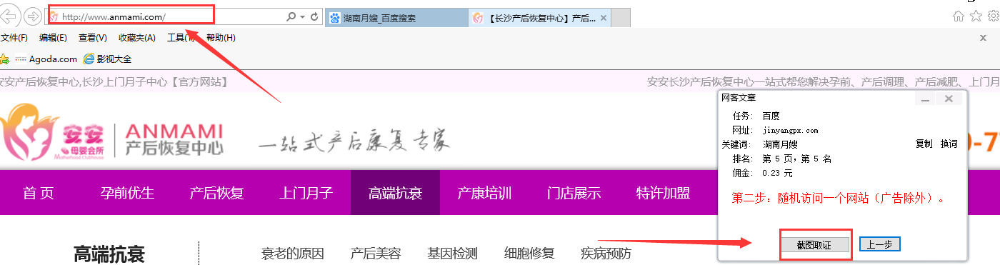 http://www.anmami.com/
湖南月嫂_百度搜索
【长沙产后恢复中心】产后...
文件(F) 编辑(E) 查看(V) 收藏夹(A) 工具(T) 帮助(H)
Agoda.com 影视大全
安安产后恢复中心,长沙上门月子中心【官方网站】
安安长沙产后恢复中心一站式帮您解决孕前、产后调理、产后减肥、上门月
安安
母婴会所
Motherhood Clubhouse
ANMAMI
产后恢复中心
一站式产后康复专家
首 页 孕前优生 产后恢复 上门月子 高端抗衰 产康培训 门店展示 特许加盟
高端抗衰
衰老的原因 产后美容 基因检测 细胞修复 疾病预防
网客文章
任务: 百度
网址: jinyangpx.com
关键词: 湖南月嫂 复制 换词
排名: 第 5 页,第 5 名
佣金: 0.23 元
第二步:随机访问一个网站(广告除外)。
截图取证 上一步